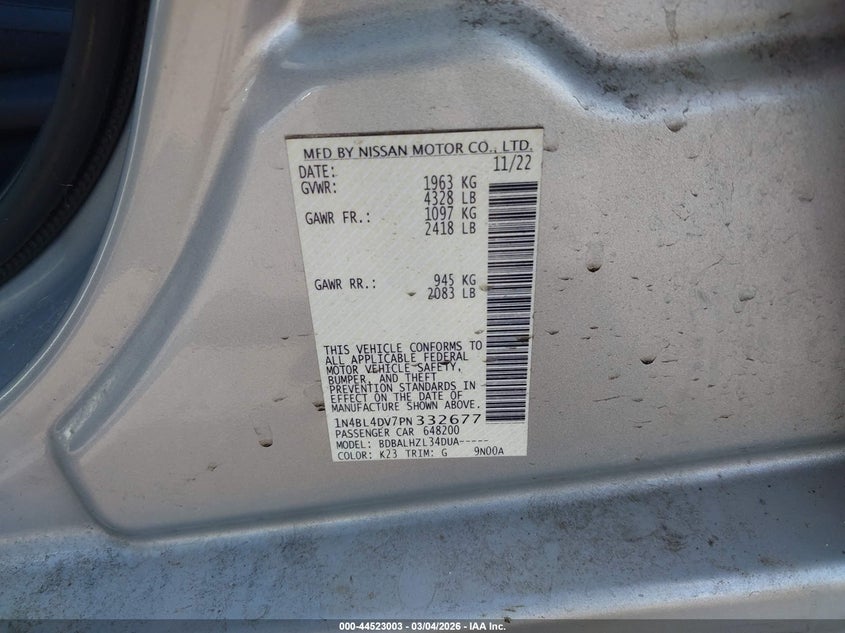 MFD BY NISSAN MOTOR CO., LTD.
DATE: 11/22
GVWR: 1963 KG
4328 LB
GAWR FR.: 1097 KG
2418 LB
GAWR RR.: 945 KG
2083 LB
THIS VEHICLE CONFORMS TO
ALL APPLICABLE FEDERAL
MOTOR VEHICLE SAFETY,
BUMPER, AND THEFT
PREVENTION STANDARDS IN
EFFECT ON THE DATE OF
MANUFACTURE SHOWN ABOVE.
1N4BL4DV7PN332677
PASSENGER CAR 648200
MODEL: BDBALHZL34DUA-----
COLOR: K23 TRIM: G 9N00A
000-44523003 - 03/04/2026 - IAA Inc.